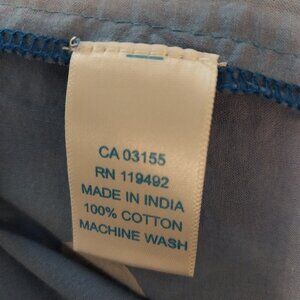 CA 03155
RN 119492
MADE IN INDIA
100% COTTON
MACHINE WASH